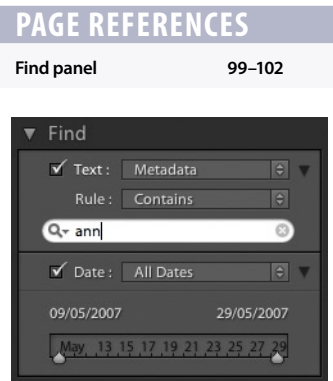 PAGE REFERENCES
Find panel 99–102
Find
Text : Metadata
Rule : Contains
ann
Date : All Dates
09/05/2007 29/05/2007
May 13 15 17 19 21 23 25 27 29